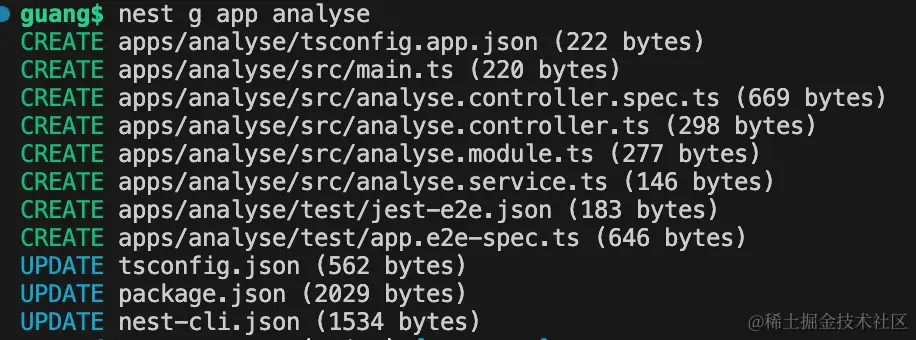 guang$ nest g app analyse
CREATE apps/analyse/tsconfig.app.json (222 bytes)
CREATE apps/analyse/src/main.ts (220 bytes)
CREATE apps/analyse/src/analyse.controller.spec.ts (669 bytes)
CREATE apps/analyse/src/analyse.controller.ts (298 bytes)
CREATE apps/analyse/src/analyse.module.ts (277 bytes)
CREATE apps/analyse/src/analyse.service.ts (146 bytes)
CREATE apps/analyse/test/jest-e2e.json (183 bytes)
CREATE apps/analyse/test/app.e2e-spec.ts (646 bytes)
UPDATE tsconfig.json (562 bytes)
UPDATE package.json (2029 bytes)
UPDATE nest-cli.json (1534 bytes)
@稀土掘金技术社区